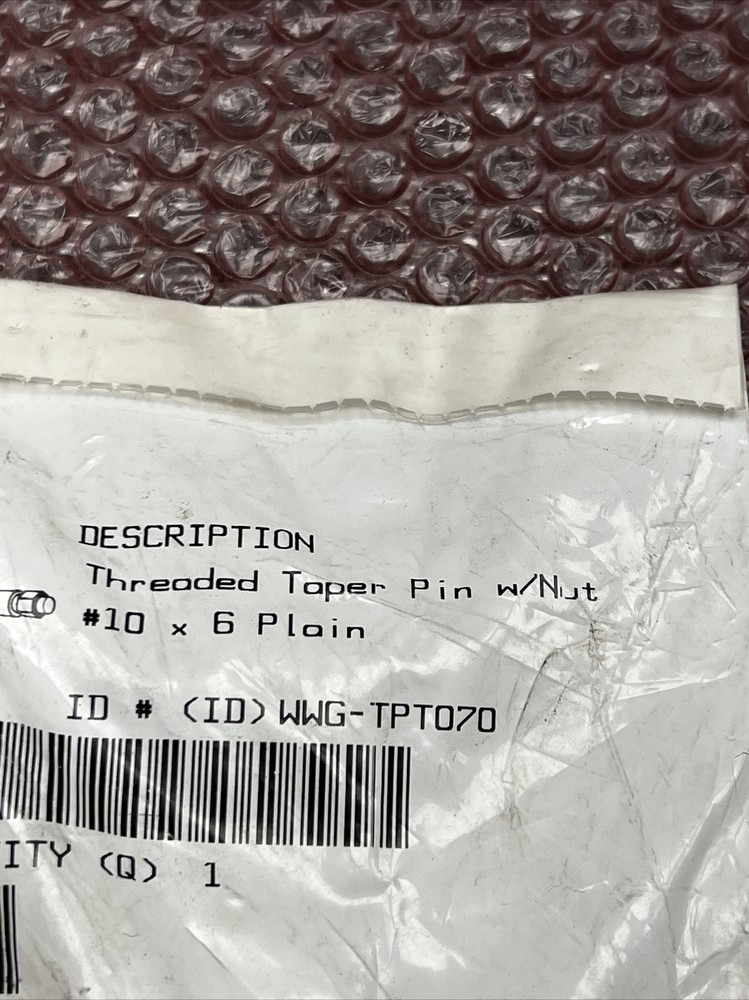 DESCRIPTION
Threaded Taper Pin w/Nut
#10 x 6 Plain
ID # (ID) WWG-TPT070
ITY (Q) 1